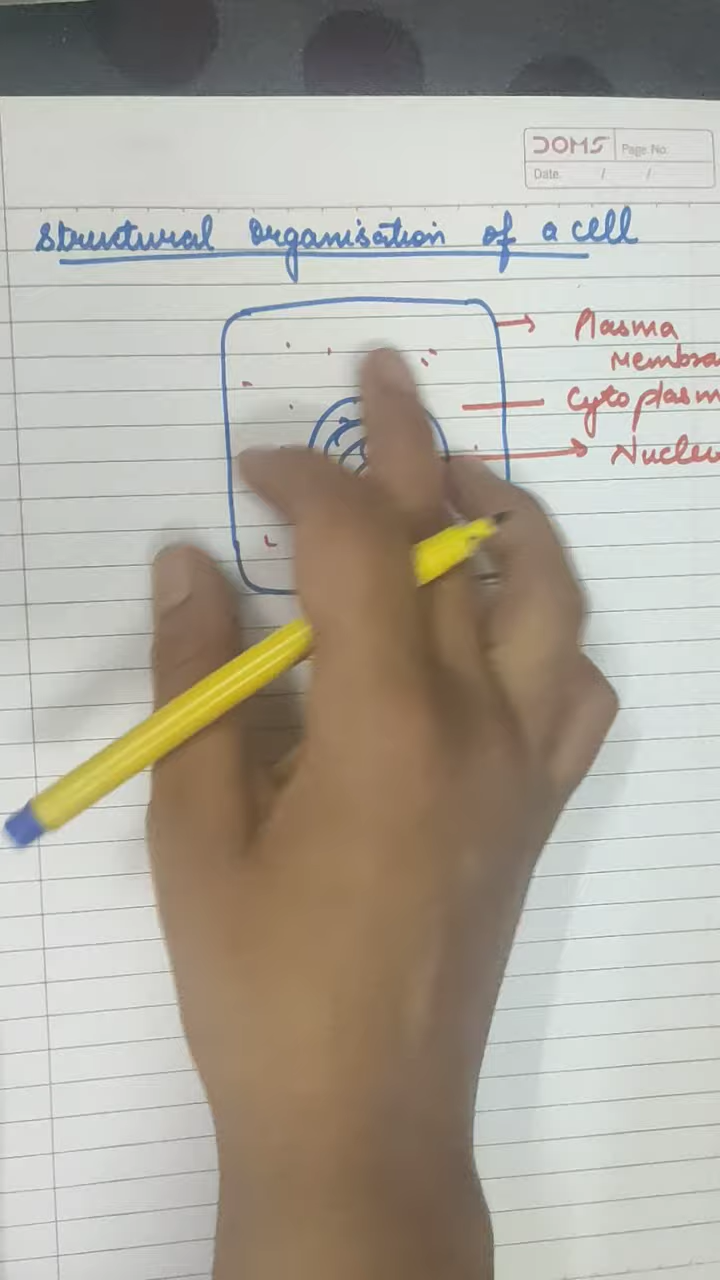 DOMS
Page No.
Date / /
Structural Organisation of a cell
Plasma
Membra
Cytoplasm
Nucleu